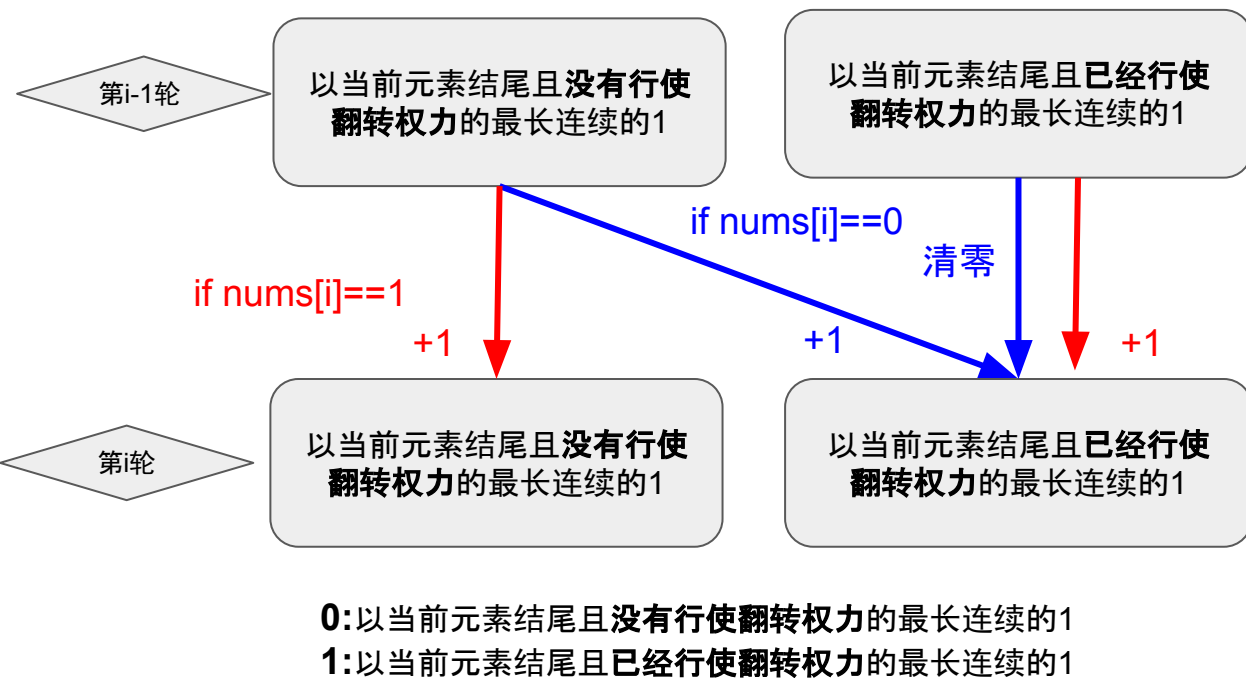 第i-1轮
以当前元素结尾且没有行使
翻转权力的最长连续的1
以当前元素结尾且已经行使
翻转权力的最长连续的1
if nums[i]==0
清零
if nums[i]==1
+1
+1
+1
第i轮
以当前元素结尾且没有行使
翻转权力的最长连续的1
以当前元素结尾且已经行使
翻转权力的最长连续的1
0:以当前元素结尾且没有行使翻转权力的最长连续的1
1:以当前元素结尾且已经行使翻转权力的最长连续的1